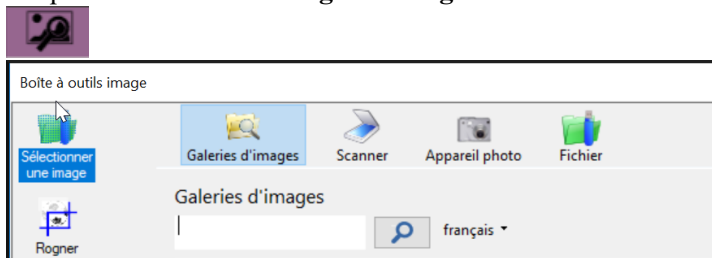 Boîte à outils image
Sélectionner
une image
Galeries d'images
Scanner
Appareil photo
Fichier
Galeries d'images
français
Rogner